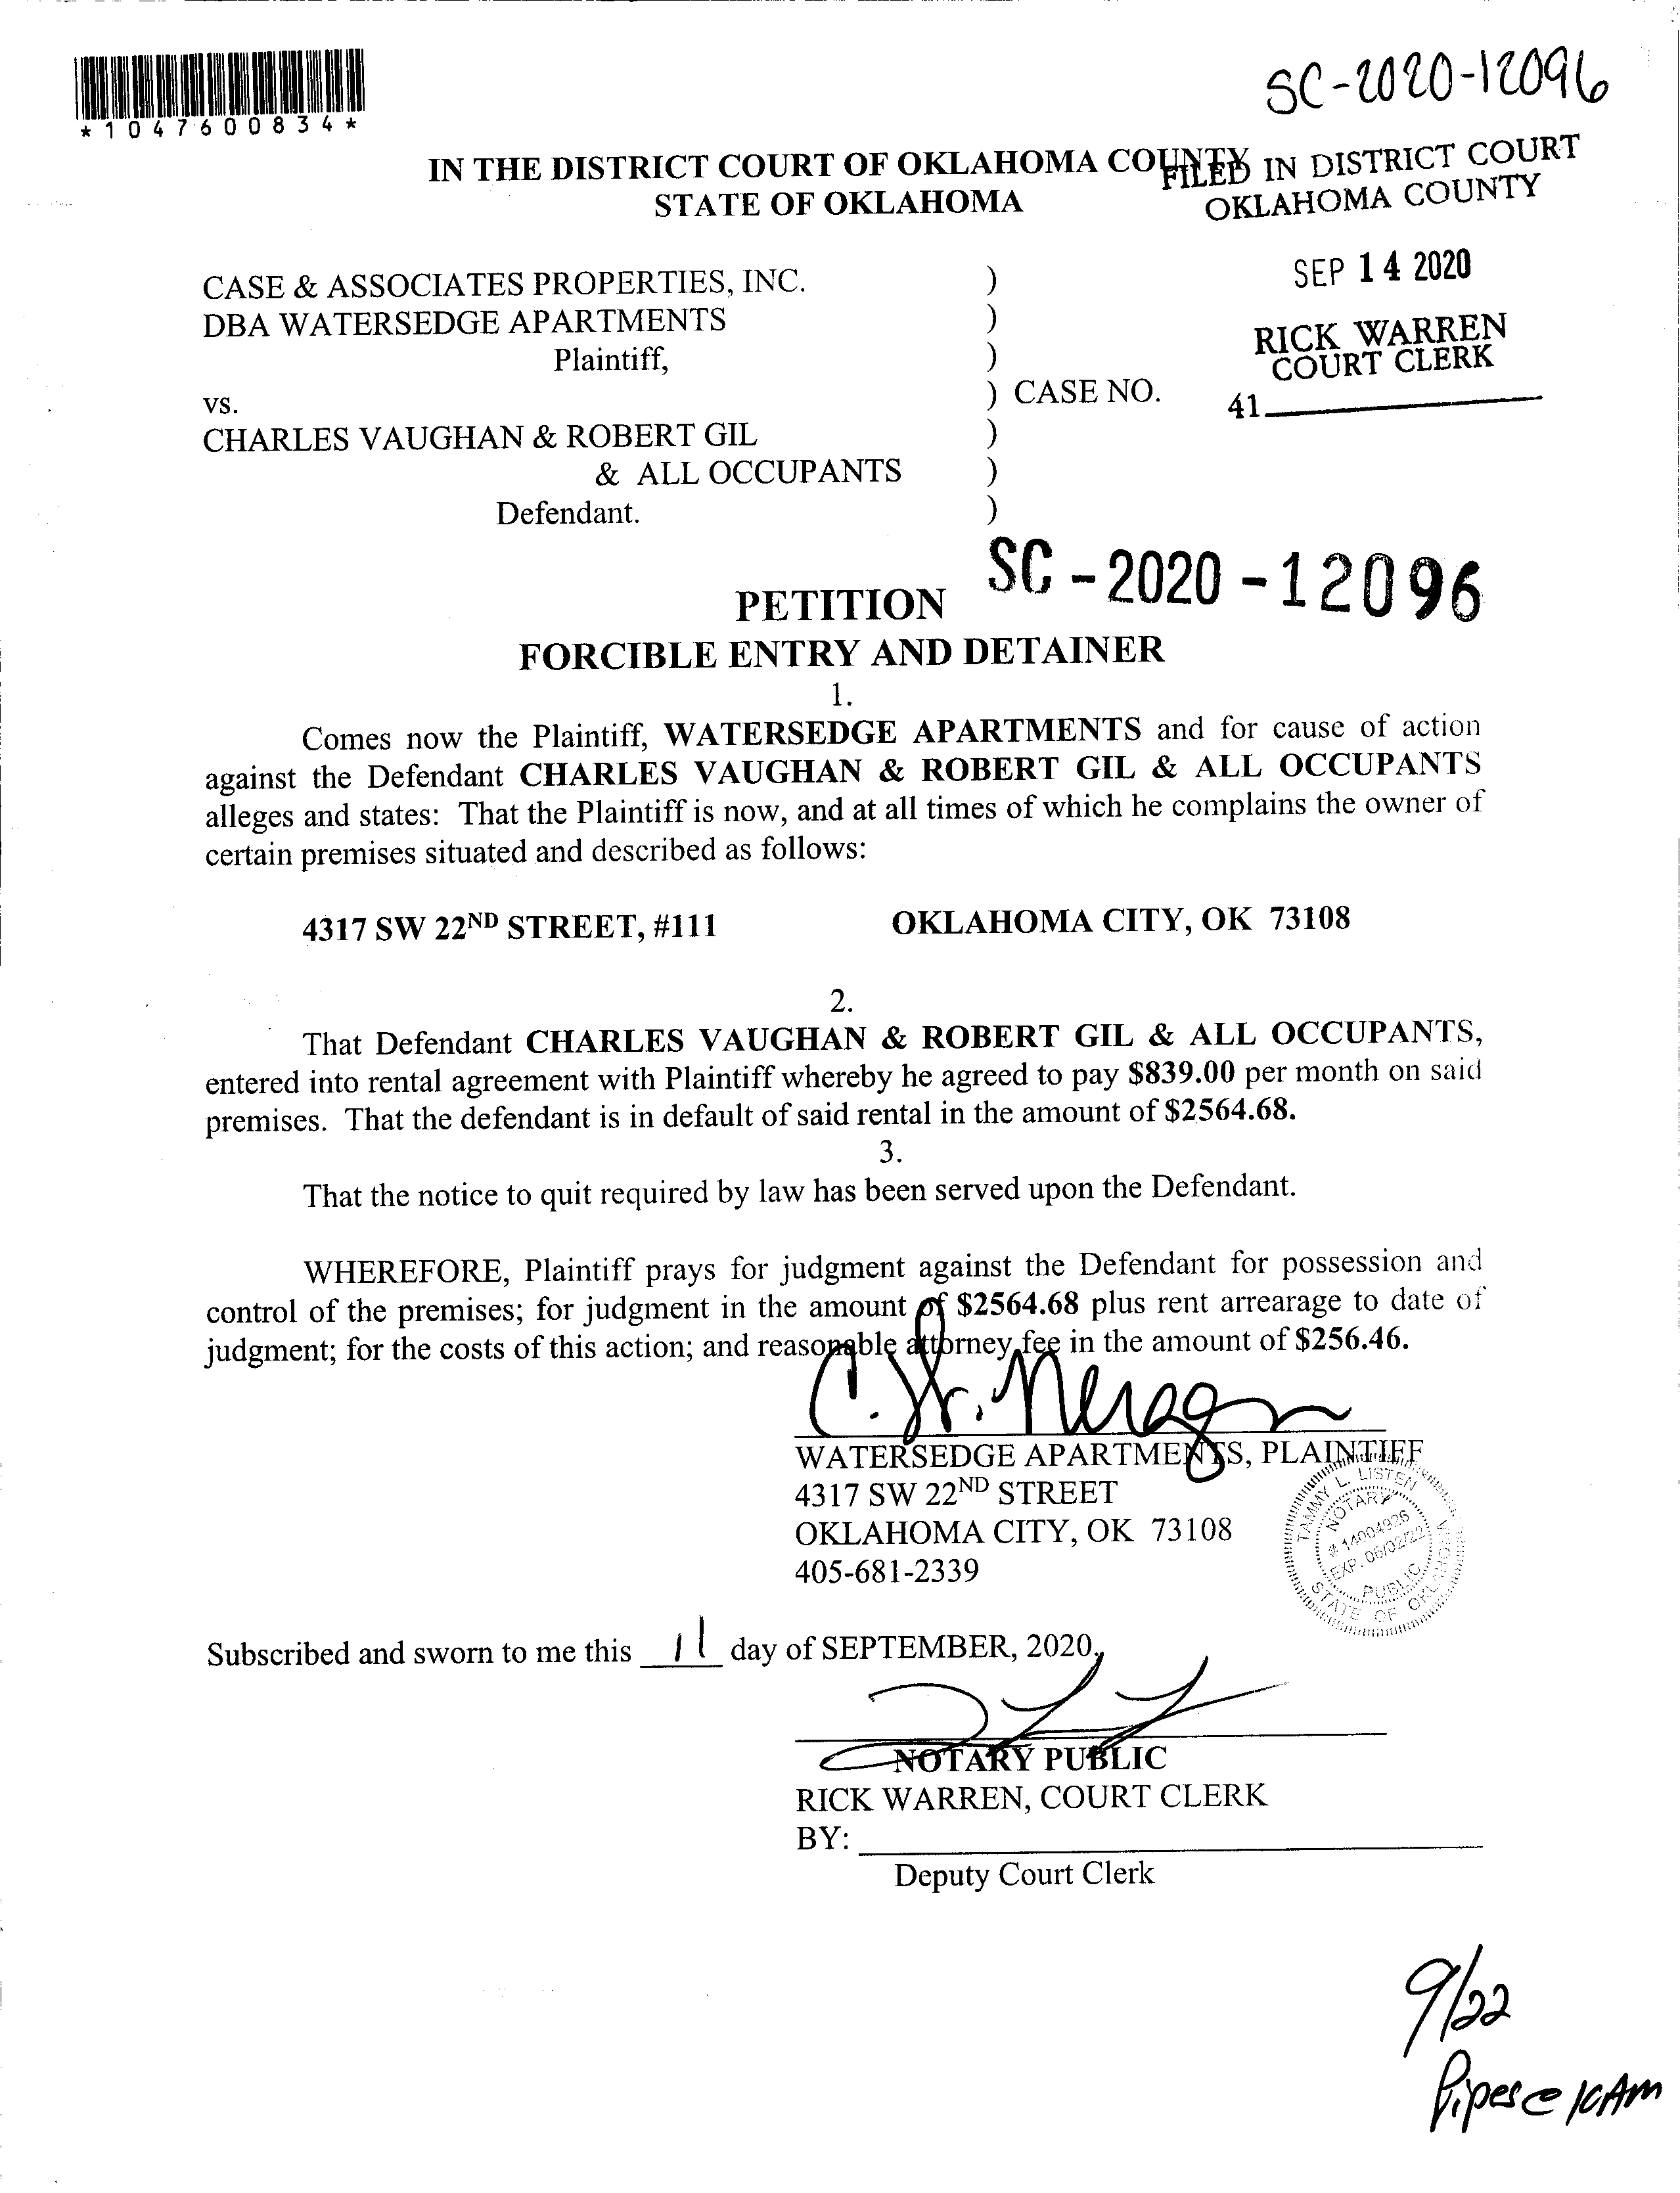 SC-2020-12096
*1047600834*
IN THE DISTRICT COURT OF OKLAHOMA COUNTY
STATE OF OKLAHOMA
FILED IN DISTRICT COURT
OKLAHOMA COUNTY
SEP 14 2020
RICK WARREN
COURT CLERK
41
CASE & ASSOCIATES PROPERTIES, INC. )
DBA WATERSEDGE APARTMENTS )
Plaintiff, )
vs. ) CASE NO.
CHARLES VAUGHAN & ROBERT GIL )
& ALL OCCUPANTS )
Defendant. )
SC-2020-12096
PETITION
FORCIBLE ENTRY AND DETAINER
1.
Comes now the Plaintiff, WATERSEDGE APARTMENTS and for cause of action
against the Defendant CHARLES VAUGHAN & ROBERT GIL & ALL OCCUPANTS
alleges and states: That the Plaintiff is now, and at all times of which he complains the owner of
certain premises situated and described as follows:
4317 SW 22ND STREET, #111 OKLAHOMA CITY, OK 73108
2.
That Defendant CHARLES VAUGHAN & ROBERT GIL & ALL OCCUPANTS,
entered into rental agreement with Plaintiff whereby he agreed to pay $839.00 per month on said
premises. That the defendant is in default of said rental in the amount of $2564.68.
3.
That the notice to quit required by law has been served upon the Defendant.
WHEREFORE, Plaintiff prays for judgment against the Defendant for possession and
control of the premises; for judgment in the amount of $2564.68 plus rent arrearage to date of
judgment; for the costs of this action; and reasonable attorney fee in the amount of $256.46.
WATERSEDGE APARTMENTS, PLAINTIFF
4317 SW 22ND STREET
OKLAHOMA CITY, OK 73108
405-681-2339
TAMMY L. LISTEN
NOTARY
# 14004926
EXP. 06/02/22
PUBLIC
STATE OF OKLAHOMA
Subscribed and sworn to me this 11 day of SEPTEMBER, 2020.
NOTARY PUBLIC
RICK WARREN, COURT CLERK
BY:
Deputy Court Clerk
9/22
Pipes @ 10AM